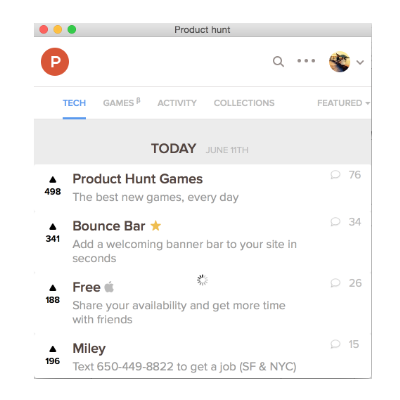 Product hunt
P
TECH GAMES β ACTIVITY COLLECTIONS FEATURED
TODAY JUNE 11TH
Product Hunt Games 76
498 The best new games, every day
Bounce Bar 34
341 Add a welcoming banner bar to your site in
seconds
Free 26
188 Share your availability and get more time
with friends
Miley 15
196 Text 650-449-8822 to get a job (SF & NYC)